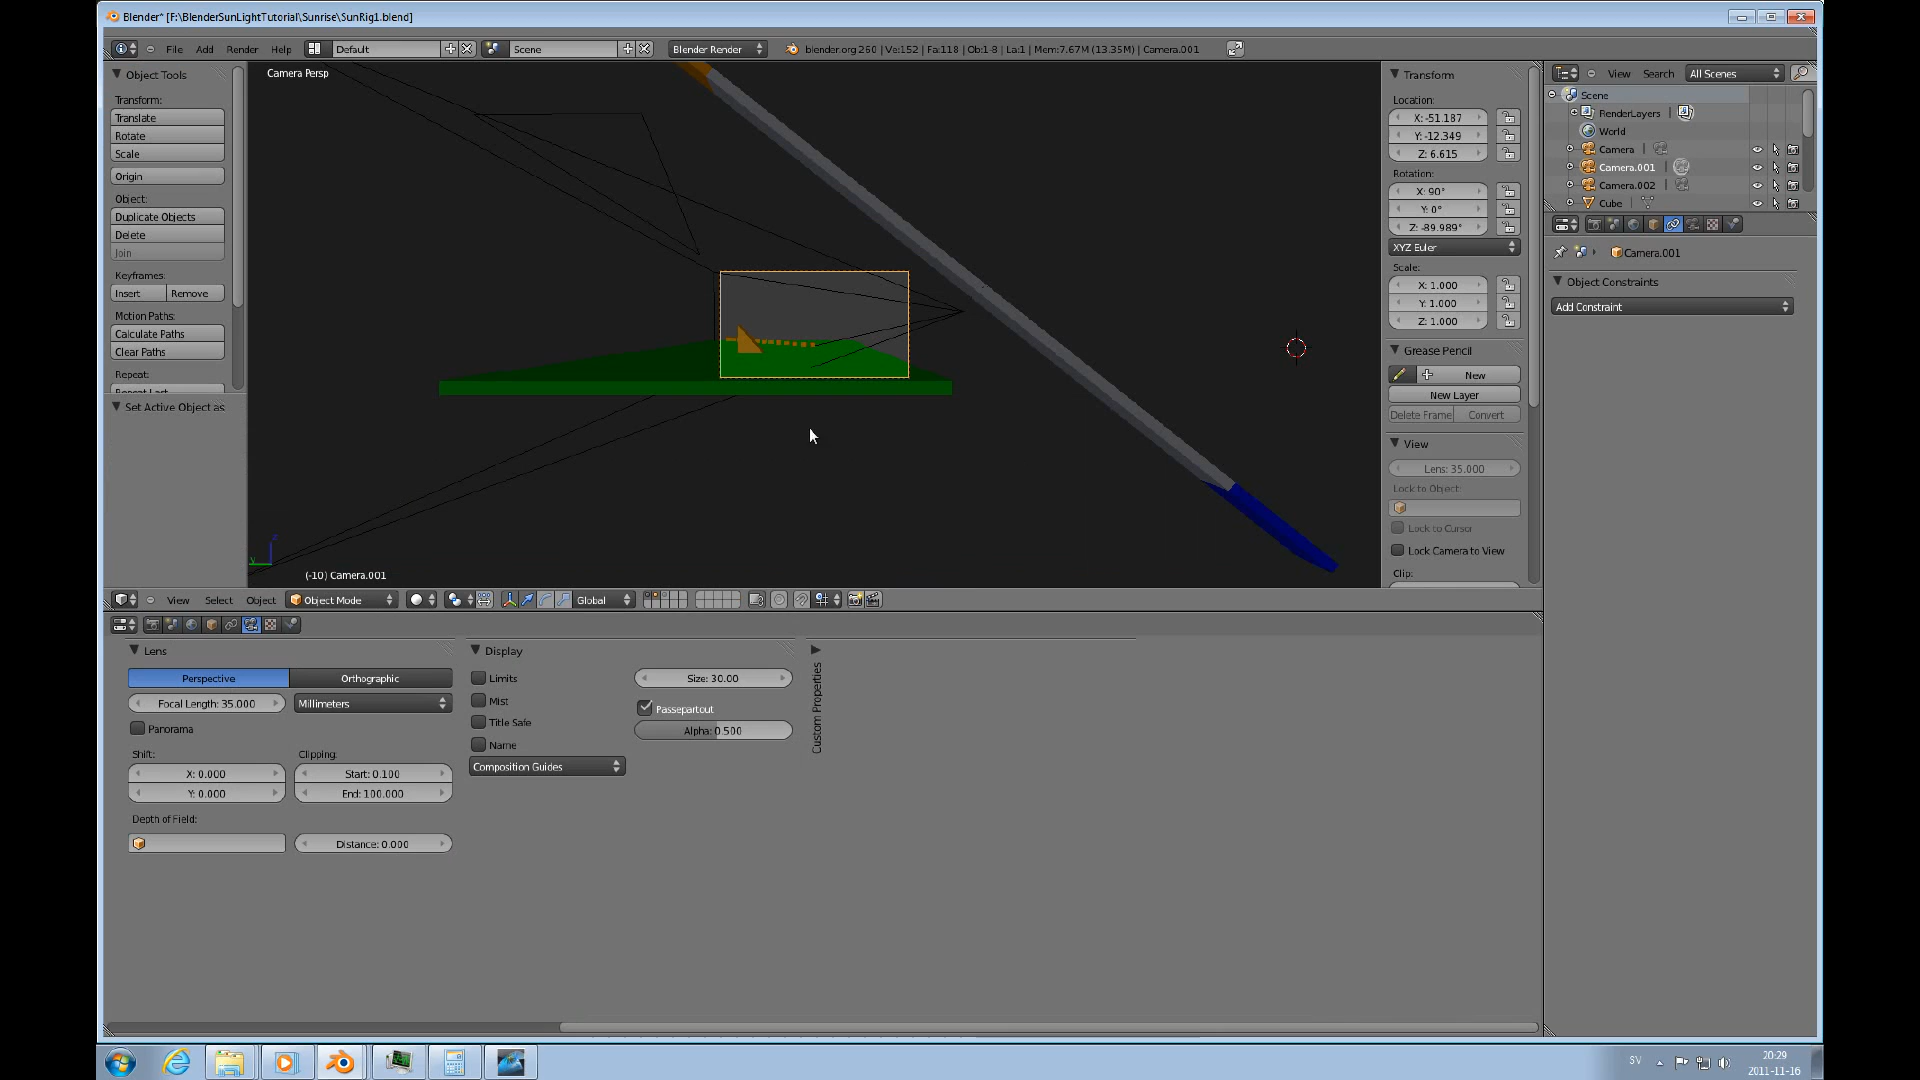 Blender* [F:\BlenderSunLightTutorial\Sunrise\SunRig1.blend]
File Add Render Help Default Scene Blender Render blender.org 260 | Ve:152 | Fa:118 | Ob:1-8 | La:1 | Mem:7.67M (13.35M) | Camera.001
Object Tools
Transform:
Translate
Rotate
Scale
Origin
Object:
Duplicate Objects
Delete
Join
Keyframes:
Insert Remove
Motion Paths:
Calculate Paths
Clear Paths
Repeat:
Set Active Object as
Camera Persp
z
y
(-10) Camera.001
Transform
Location:
X: -51.187
Y: -12.349
Z: 6.615
Rotation:
X: 90°
Y: 0°
Z: -89.989°
XYZ Euler
Scale:
X: 1.000
Y: 1.000
Z: 1.000
Grease Pencil
New
New Layer
Delete Frame Convert
View
Lens: 35.000
Lock to Object:
Lock to Cursor
Lock Camera to View
Clip:
View Search All Scenes
Scene
RenderLayers
World
Camera
Camera.001
Camera.002
Cube
Camera.001
Object Constraints
Add Constraint
View Select Object Object Mode Global
Lens
Perspective Orthographic
Focal Length: 35.000 Millimeters
Panorama
Shift: Clipping:
X: 0.000 Start: 0.100
Y: 0.000 End: 100.000
Depth of Field:
Distance: 0.000
Display
Limits Size: 30.00
Mist Passepartout
Title Safe Alpha: 0.500
Name
Composition Guides
Custom Properties
SV 20:29
2011-11-16